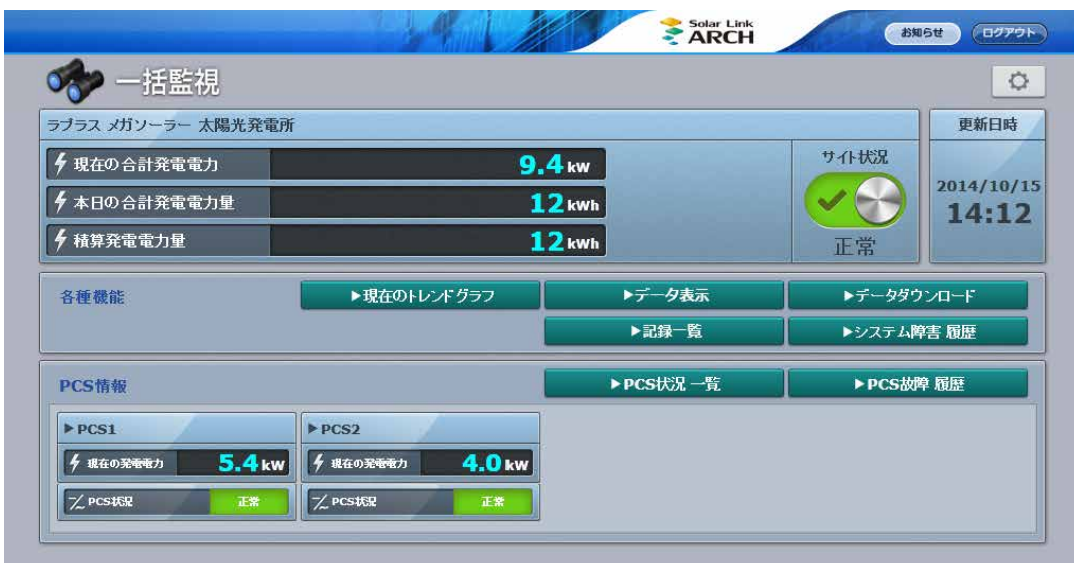 Solar Link
ARCH
お知らせ
ログアウト
一括監視
ラプラス メガソーラー 太陽光発電所
更新日時
現在の合計発電電力
9.4 kw
サイト状況
本日の合計発電電力量
12 kwh
2014/10/15
14:12
積算発電電力量
12 kwh
正常
各種機能
▶現在のトレンドグラフ
▶データ表示
▶データダウンロード
▶記録一覧
▶システム障害 履歴
PCS情報
▶PCS状況 一覧
▶PCS故障 履歴
▶PCS1
▶PCS2
現在の発電電力
5.4 kw
現在の発電電力
4.0 kw
PCS状況
正常
PCS状況
正常